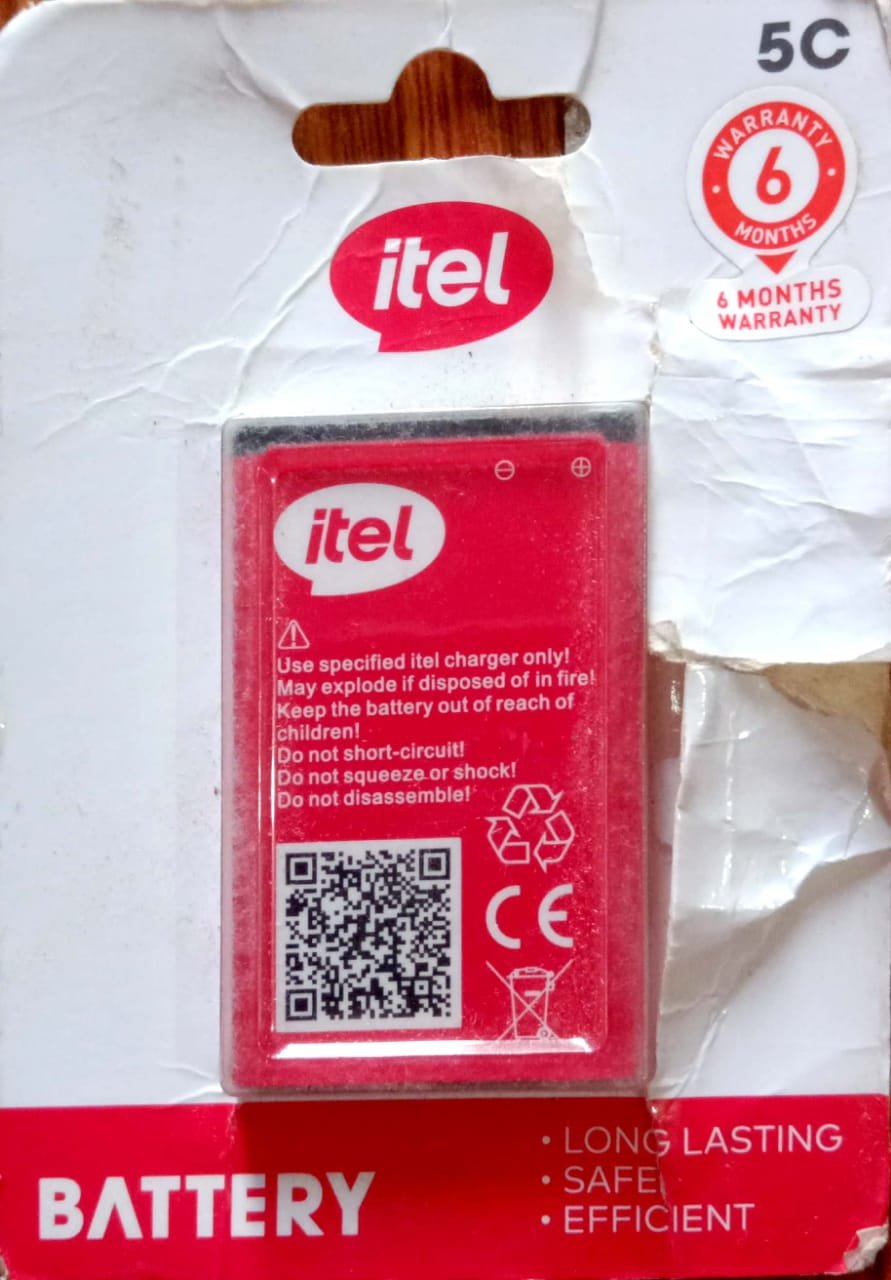 5C
WARRANTY
6
MONTHS
6 MONTHS
WARRANTY
itel
itel
Use specified itel charger only!
May explode if disposed of in fire!
Keep the battery out of reach of
children!
Do not short-circuit!
Do not squeeze or shock!
Do not disassemble!
CE
BATTERY
• LONG LASTING
• SAFE
• EFFICIENT